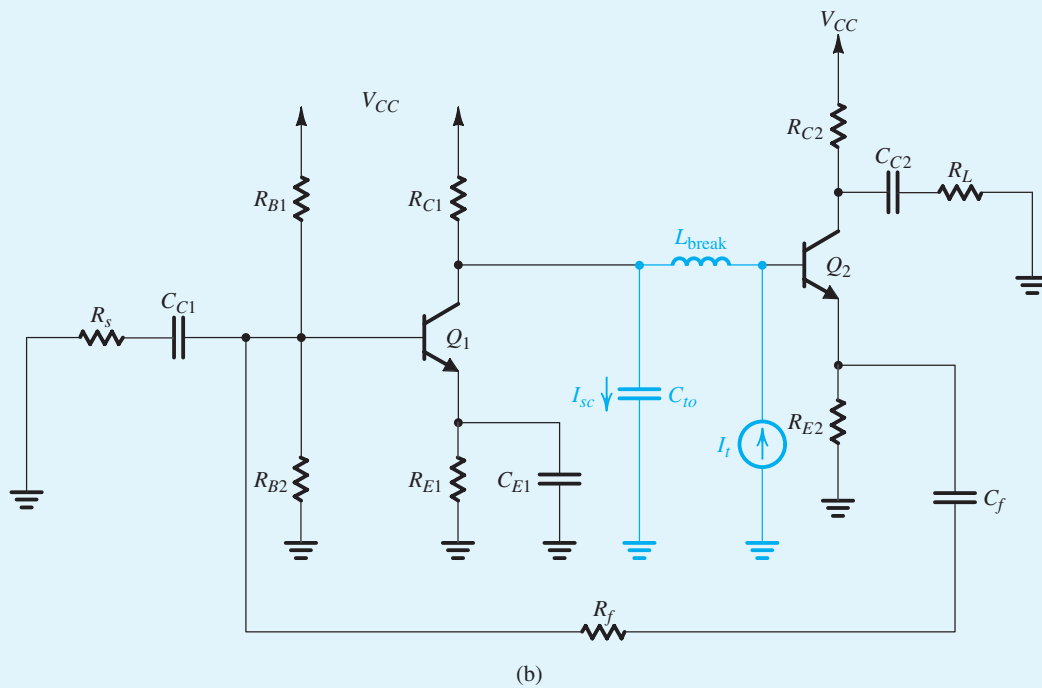 V_CC
V_CC
R_C2
C_C2
R_L
R_B1
R_C1
L_break
Q_2
R_s
C_C1
Q_1
I_sc
C_to
I_t
R_E2
R_B2
R_E1
C_E1
C_f
R_f
(b)